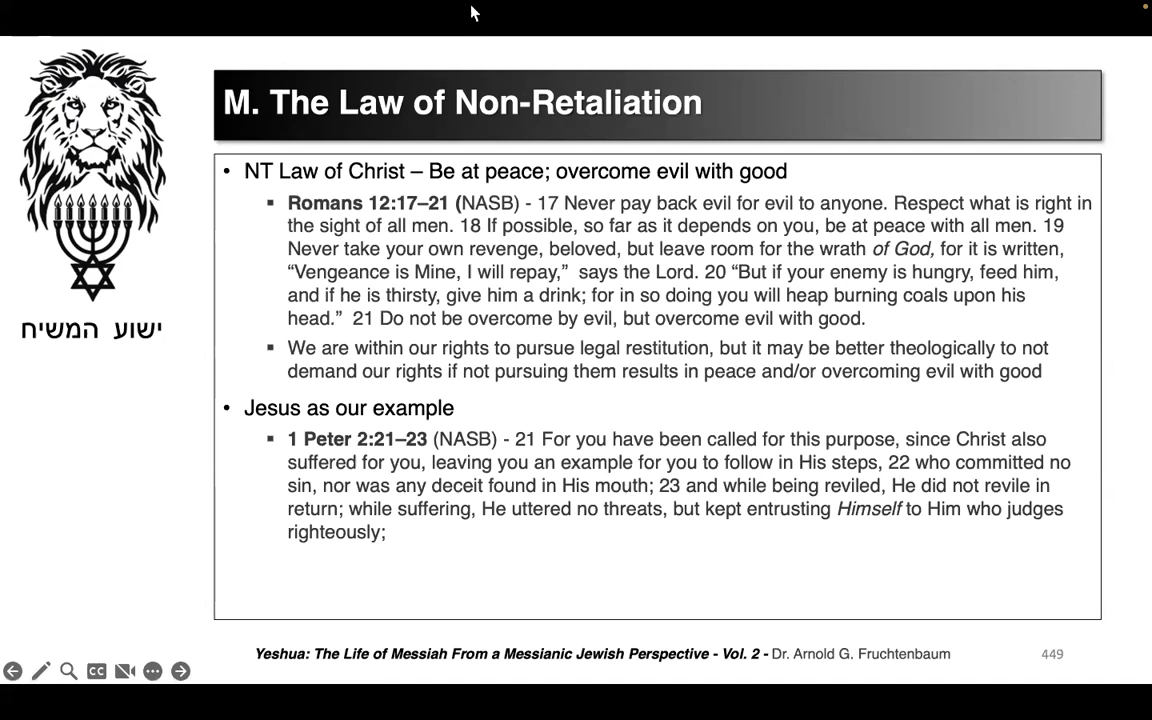 M. The Law of Non-Retaliation
• NT Law of Christ – Be at peace; overcome evil with good
▪ Romans 12:17–21 (NASB) - 17 Never pay back evil for evil to anyone. Respect what is right in
the sight of all men. 18 If possible, so far as it depends on you, be at peace with all men. 19
Never take your own revenge, beloved, but leave room for the wrath of God, for it is written,
“Vengeance is Mine, I will repay,”  says the Lord. 20 “But if your enemy is hungry, feed him,
and if he is thirsty, give him a drink; for in so doing you will heap burning coals upon his
head.”  21 Do not be overcome by evil, but overcome evil with good.
▪ We are within our rights to pursue legal restitution, but it may be better theologically to not
demand our rights if not pursuing them results in peace and/or overcoming evil with good
• Jesus as our example
▪ 1 Peter 2:21–23 (NASB) - 21 For you have been called for this purpose, since Christ also
suffered for you, leaving you an example for you to follow in His steps, 22 who committed no
sin, nor was any deceit found in His mouth; 23 and while being reviled, He did not revile in
return; while suffering, He uttered no threats, but kept entrusting Himself to Him who judges
righteously;
ישוע המשיח
Yeshua: The Life of Messiah From a Messianic Jewish Perspective - Vol. 2 - Dr. Arnold G. Fruchtenbaum
449
CC